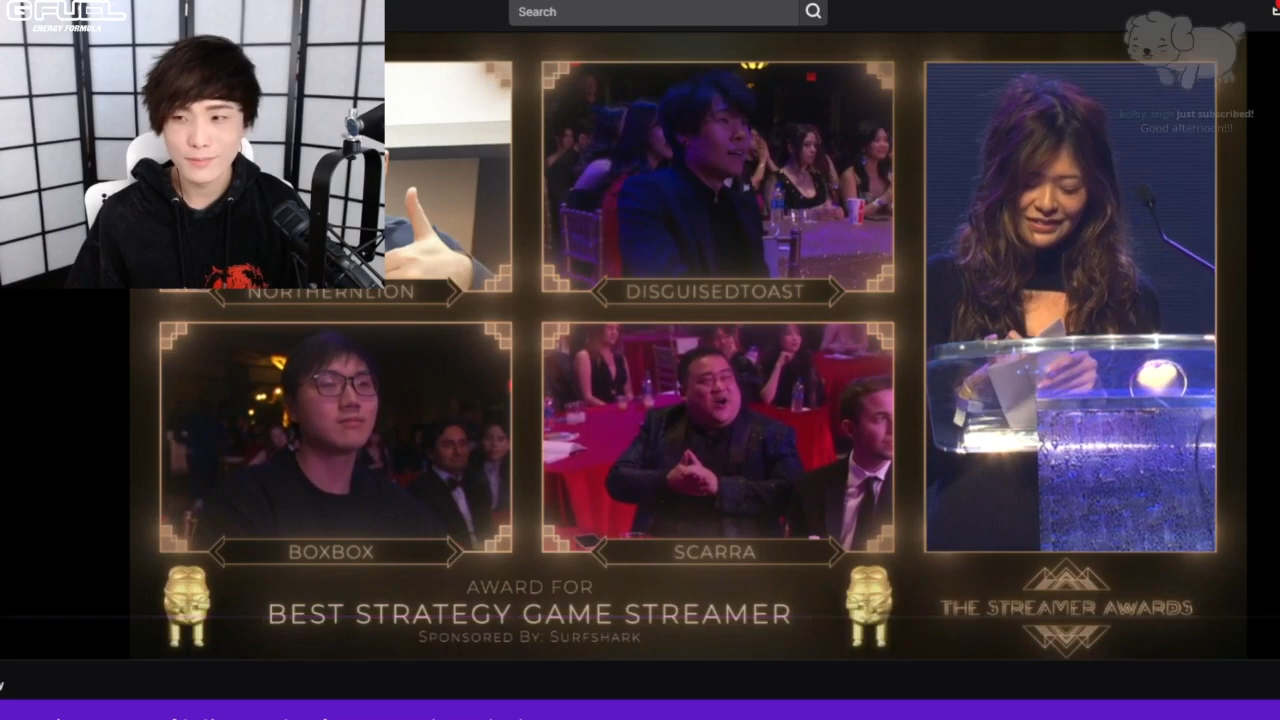 G FUEL
ENERGY FORMULA
Search
just subscribed!
Good afternoon!!!
NORTHERNLION
DISGUISEDTOAST
BOXBOX
SCARRA
AWARD FOR
BEST STRATEGY GAME STREAMER
SPONSORED BY: SURFSHARK
THE STREAMER AWARDS